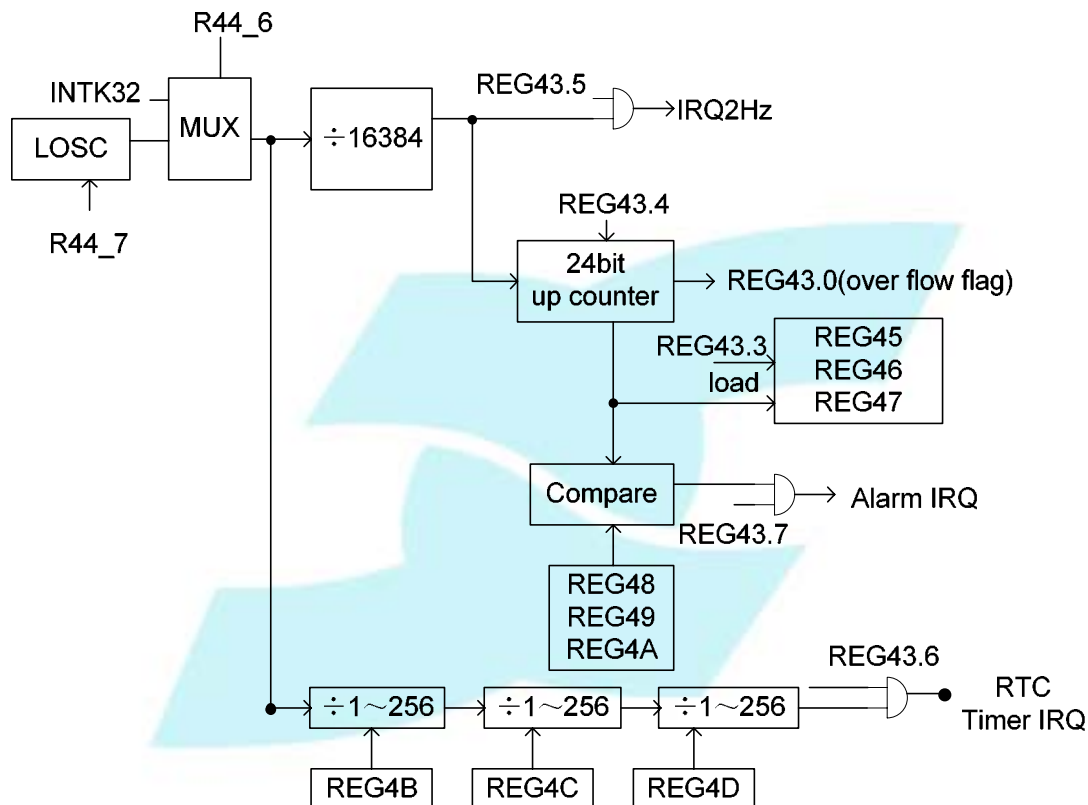 R44_6
INTK32
MUX
LOSC
R44_7
÷16384
REG43.5
IRQ2Hz
REG43.4
24bit
up counter
REG43.0(over flow flag)
REG43.3
load
REG45
REG46
REG47
Compare
REG43.7
Alarm IRQ
REG48
REG49
REG4A
REG43.6
÷1～256
÷1～256
÷1～256
RTC
Timer IRQ
REG4B
REG4C
REG4D